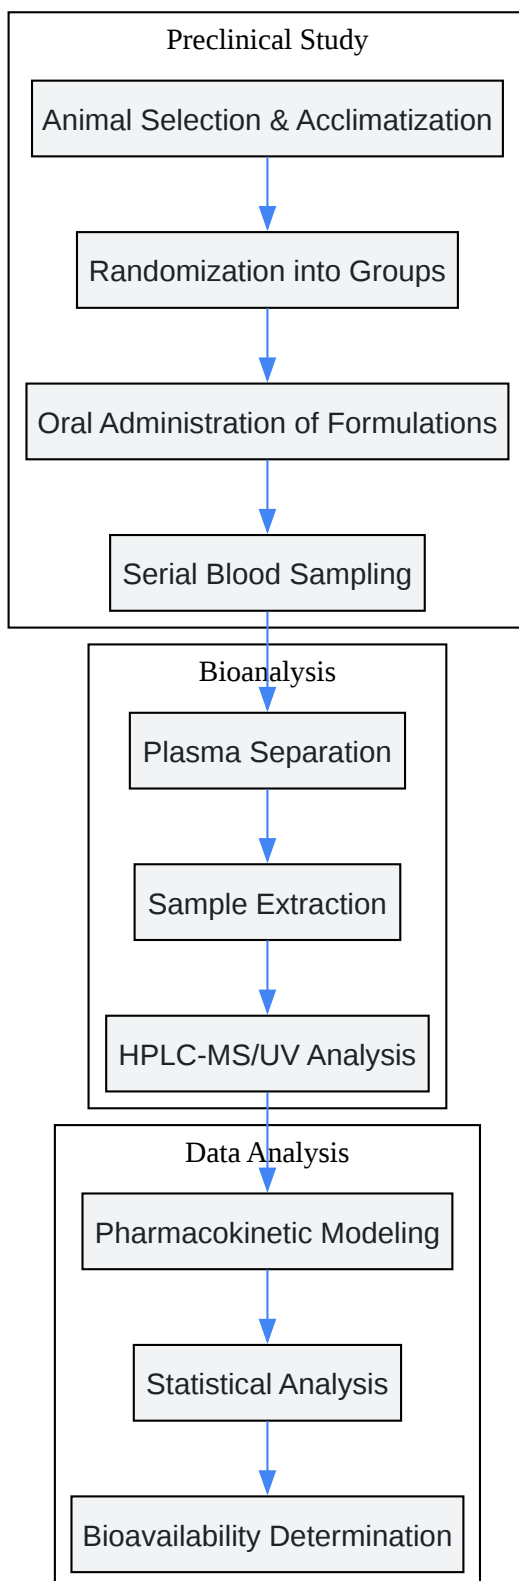 Preclinical Study
Animal Selection & Acclimatization
Randomization into Groups
Oral Administration of Formulations
Serial Blood Sampling
Bioanalysis
Plasma Separation
Sample Extraction
HPLC-MS/UV Analysis
Data Analysis
Pharmacokinetic Modeling
Statistical Analysis
Bioavailability Determination